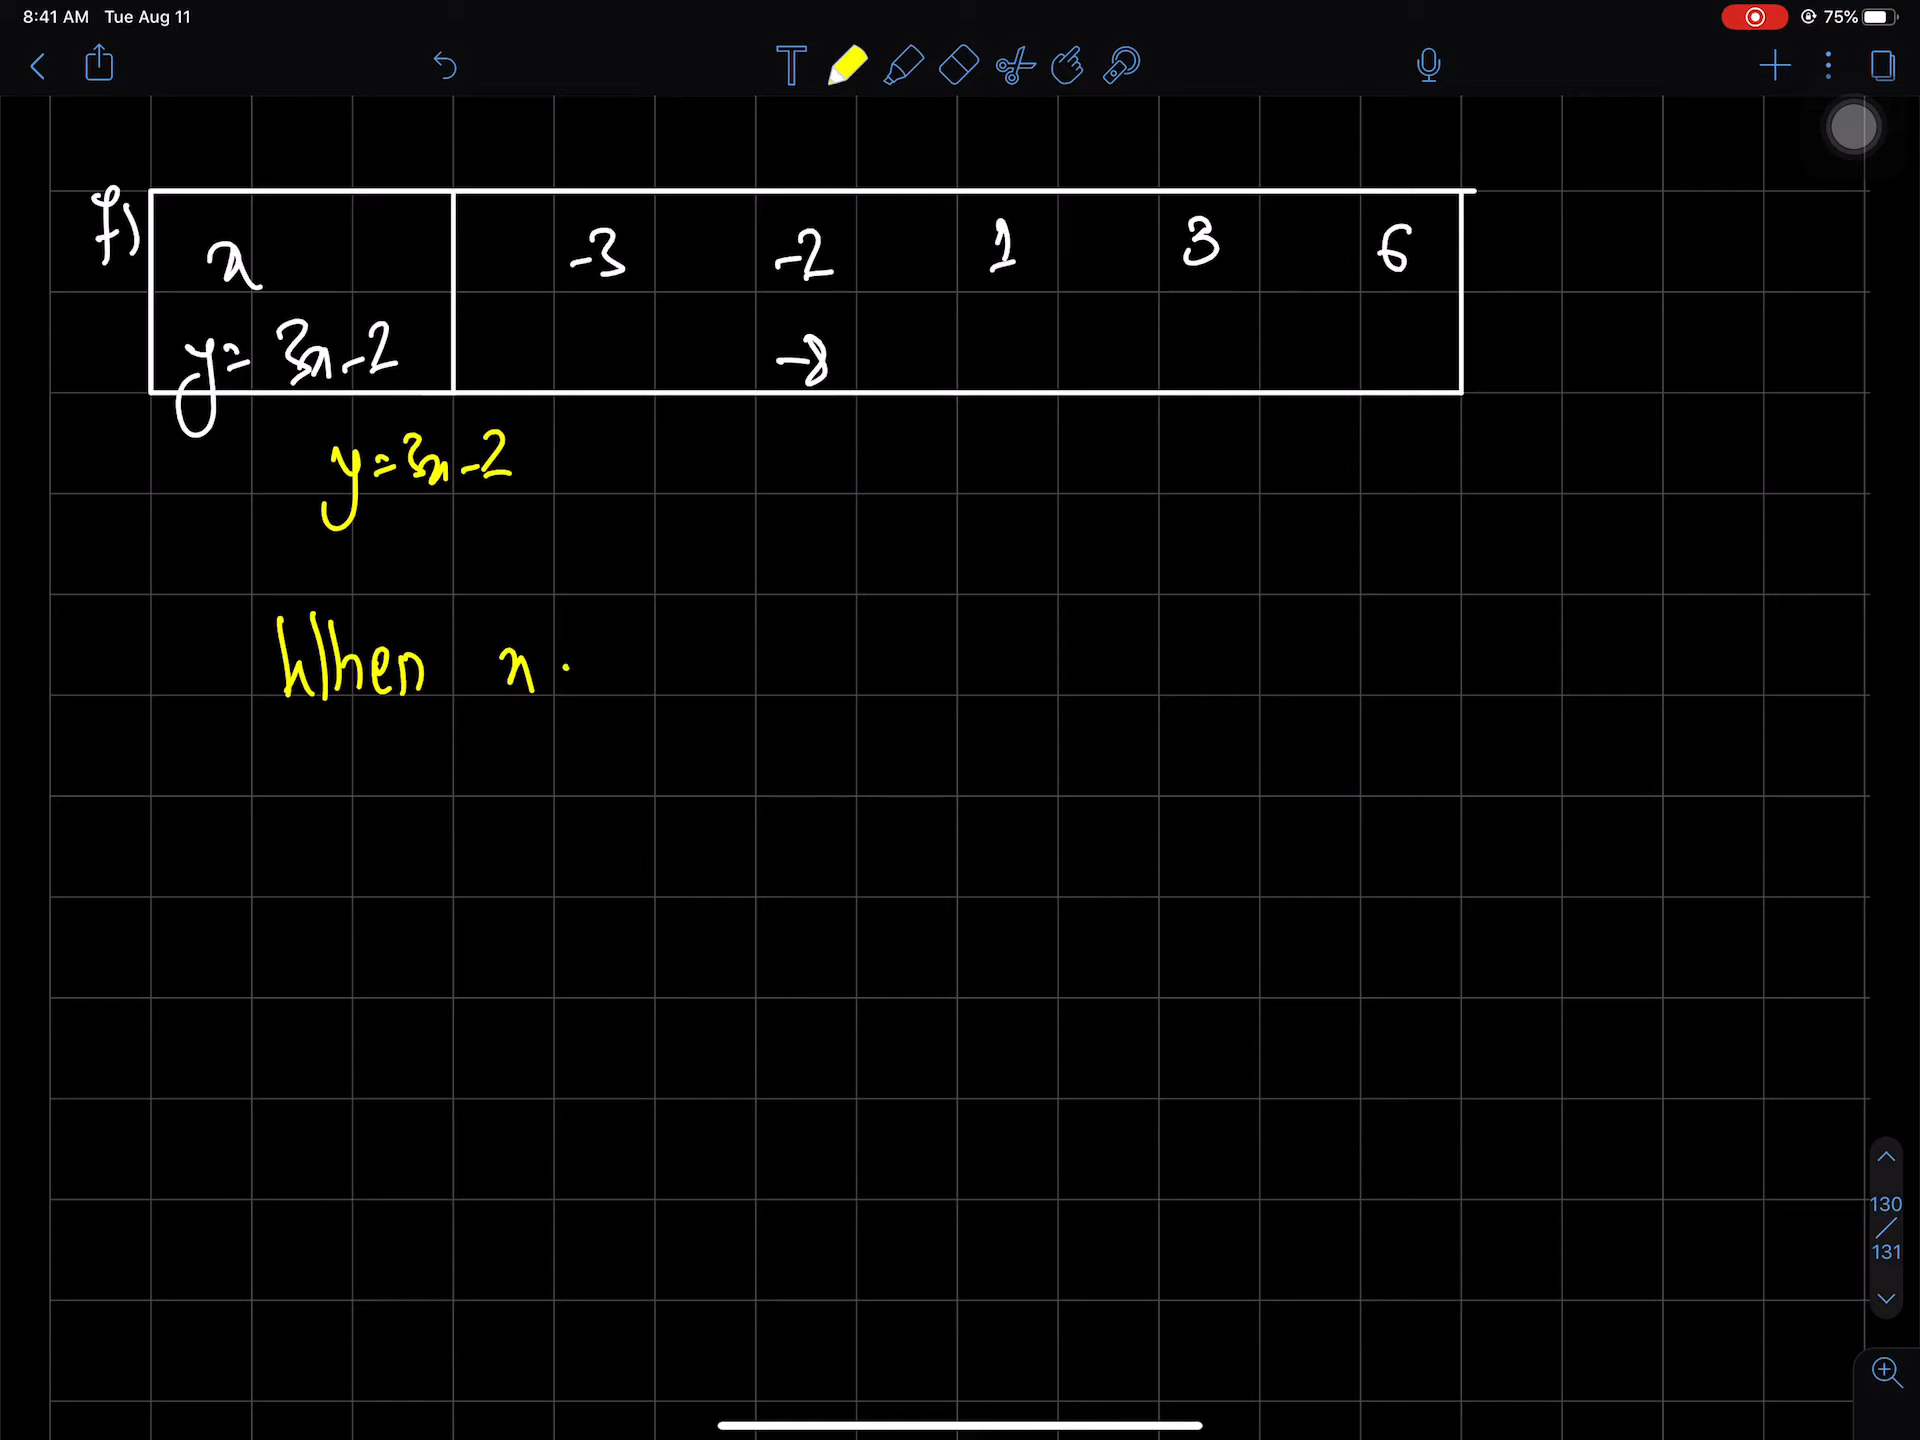 8:41 AM Tue Aug 11
75%
T
f)
x -3 -2 1 3 6
y = 3x - 2 -8
y = 3x - 2
When x
130
131